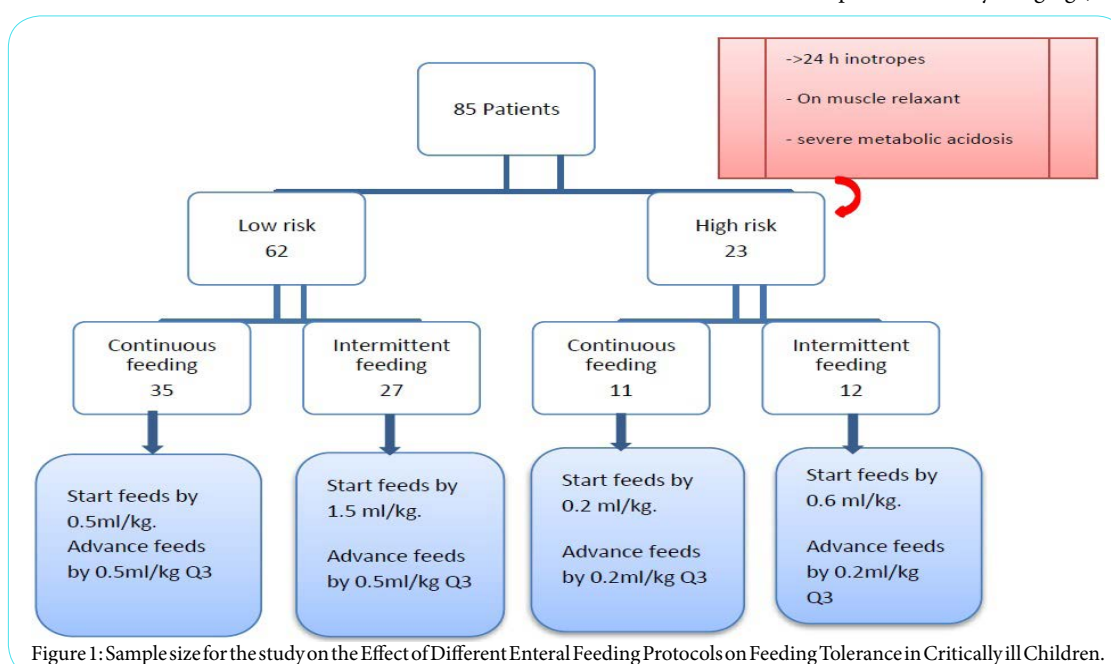 ->24 h inotropes
- On muscle relaxant
- severe metabolic acidosis
85 Patients
Low risk
62
High risk
23
Continuous
feeding
35
Intermittent
feeding
27
Continuous
feeding
11
Intermittent
feeding
12
Start feeds by
0.5ml/kg.
Advance feeds
by 0.5ml/kg Q3
Start feeds by
1.5 ml/kg.
Advance feeds
by 0.5ml/kg Q3
Start feeds by
0.2 ml/kg.
Advance feeds
by 0.2ml/kg Q3
Start feeds by
0.6 ml/kg.
Advance feeds
by 0.2ml/kg
Q3
Figure 1: Sample size for the study on the Effect of Different Enteral Feeding Protocols on Feeding Tolerance in Critically ill Children.